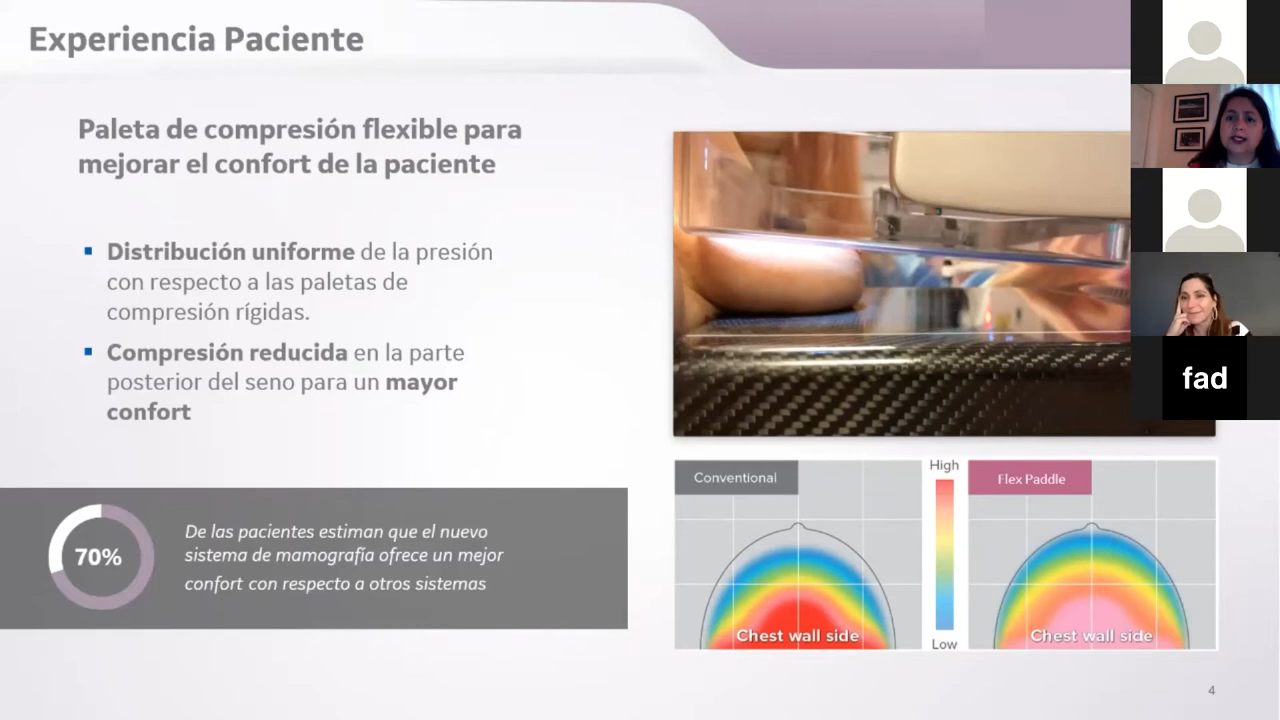 Experiencia Paciente
Paleta de compresión flexible para
mejorar el confort de la paciente
Distribución uniforme de la presión
con respecto a las paletas de
compresión rígidas.
Compresión reducida en la parte
posterior del seno para un mayor
confort
70%
De las pacientes estiman que el nuevo
sistema de mamografía ofrece un mejor
confort con respecto a otros sistemas
Conventional
Chest wall side
High
Low
Flex Paddle
Chest wall side
fad
4